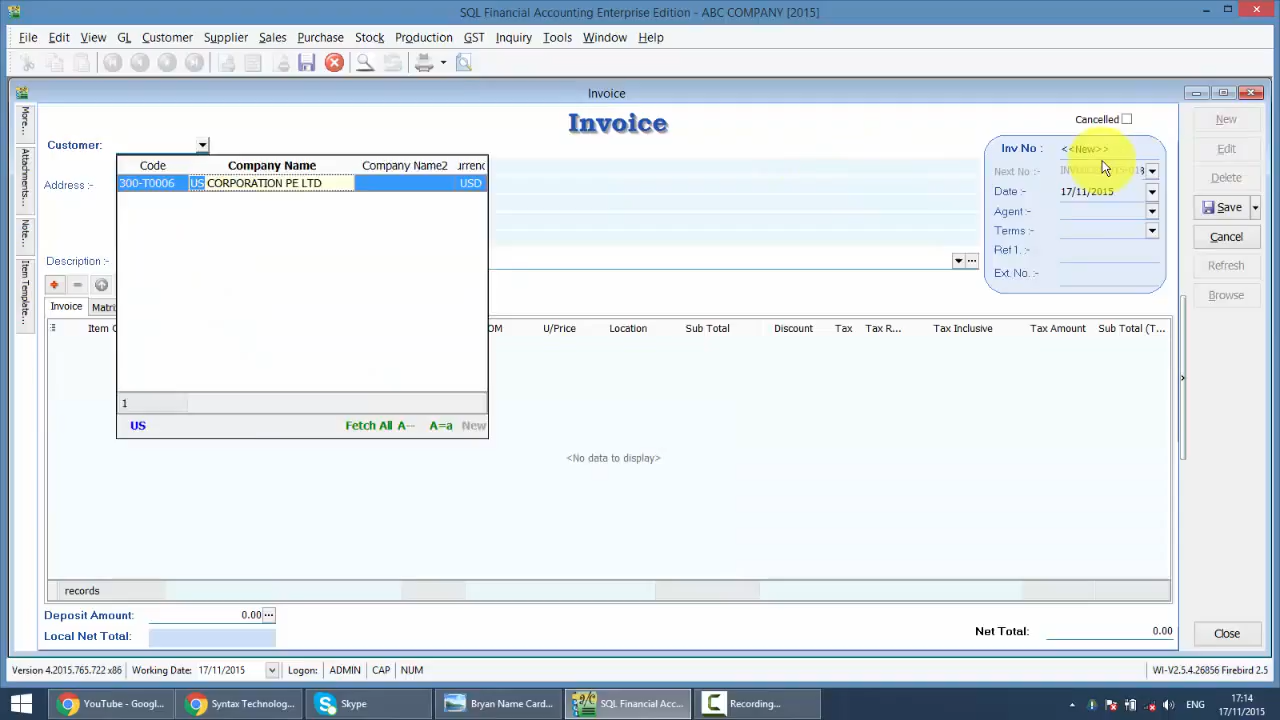 SQL Financial Accounting Enterprise Edition - ABC COMPANY [2015]
File Edit View GL Customer Supplier Sales Purchase Stock Production GST Inquiry Tools Window Help
Invoice
More...
Attachments...
Note...
Item Template...
Invoice
Cancelled
Customer:
Code Company Name Company Name2
300-T0006 US CORPORATION PE LTD USD
1
US Fetch All A-- A=a New
Address :-
Description :-
Inv No : <<New>>
Next No :-
Date :- 17/11/2015
Agent :-
Terms :-
Ref 1. :-
Ext. No. :-
New
Edit
Delete
Save
Cancel
Refresh
Browse
Invoice
U/Price Location Sub Total Discount Tax Tax R... Tax Inclusive Tax Amount Sub Total (T...
<No data to display>
records
Deposit Amount: 0.00
Local Net Total:
Net Total: 0.00
Close
Version 4.2015.765.722 x86 Working Date: 17/11/2015 Logon: ADMIN CAP NUM WI-V2.5.4.26856 Firebird 2.5
YouTube - Googl... Syntax Technolog... Skype Bryan Name Card... SQL Financial Acc... Recording... ENG 17:14
17/11/2015